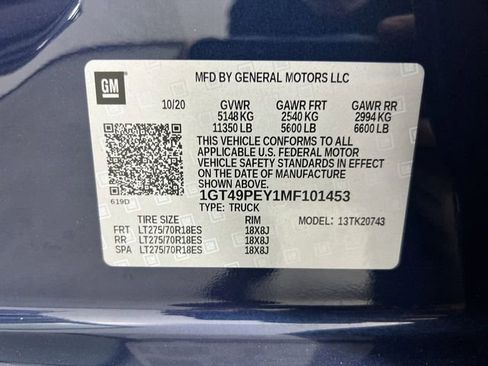 GM
MFD BY GENERAL MOTORS LLC
10/20 GVWR GAWR FRT GAWR RR
5148 KG 2540 KG 2994 KG
11350 LB 5600 LB 6600 LB
THIS VEHICLE CONFORMS TO ALL
APPLICABLE U.S. FEDERAL MOTOR
VEHICLE SAFETY STANDARDS IN EFFECT
ON THE DATE OF MANUFACTURE
SHOWN ABOVE.
1GT49PEY1MF101453
619D TYPE: TRUCK
TIRE SIZE RIM MODEL: 13TK20743
FRT LT275/70R18ES 18X8J
RR LT275/70R18ES 18X8J
SPA LT275/70R18ES 18X8J